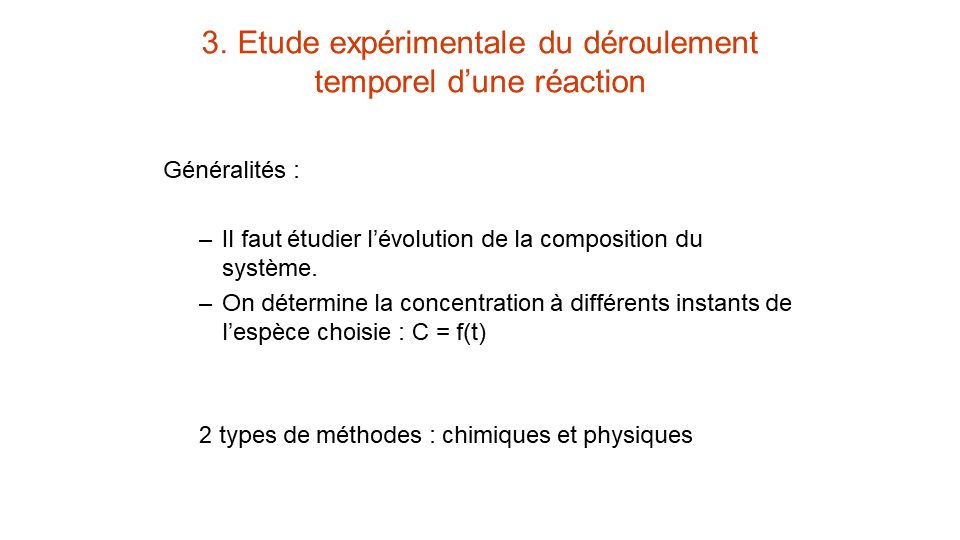 3. Etude expérimentale du déroulement
temporel d’une réaction
Généralités :
– Il faut étudier l’évolution de la composition du
système.
– On détermine la concentration à différents instants de
l’espèce choisie : C = f(t)
2 types de méthodes : chimiques et physiques